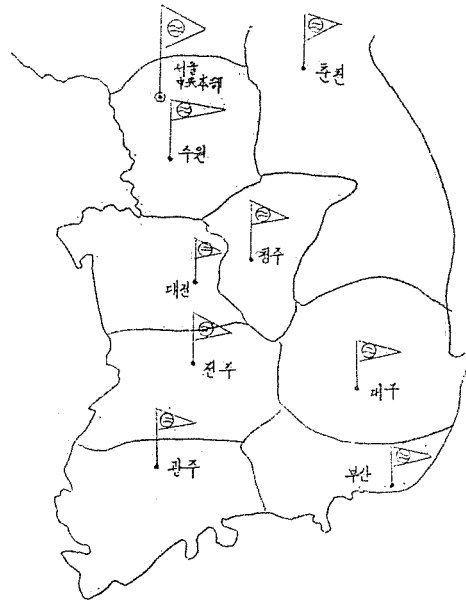 서울
中央本部
춘천
수원
청주
대전
전주
대구
광주
부산